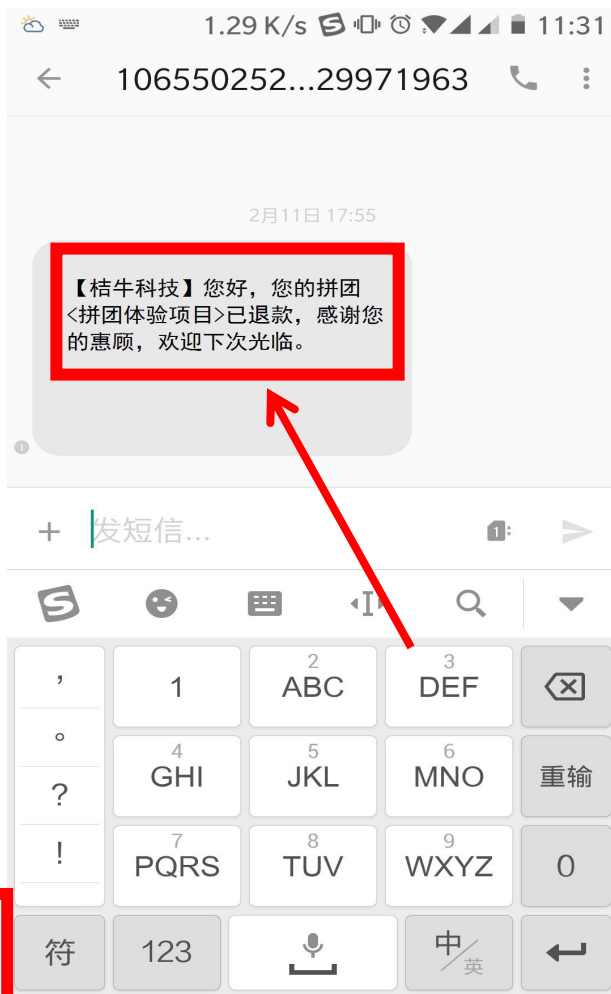 1.29 K/s 11:31
106550252...29971963
2月11日 17:55
【桔牛科技】您好，您的拼团
<拼团体验项目>已退款，感谢您
的惠顾，欢迎下次光临。
1
发短信...
1
， 1 2 ABC 3 DEF
。
4 GHI 5 JKL 6 MNO 重输
？
！ 7 PQRS 8 TUV 9 WXYZ 0
符 123 中/英